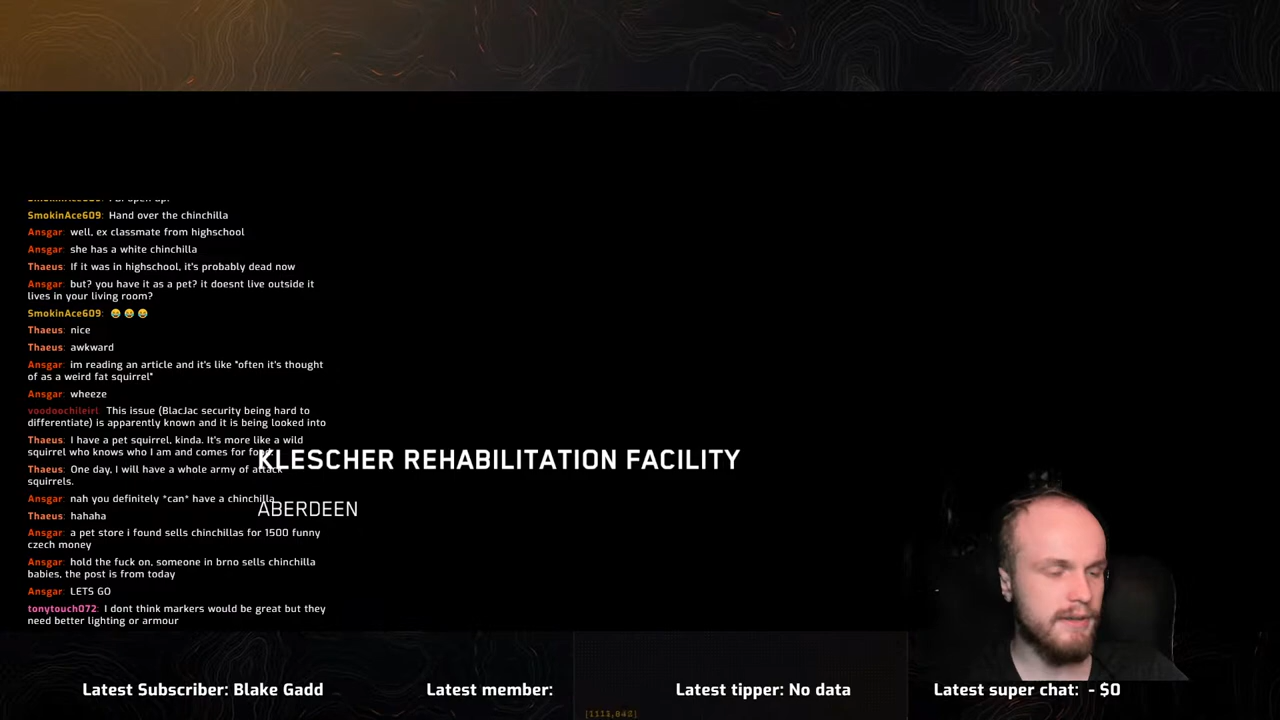 SmokinAce609: Hand over the chinchilla
Ansgar: well, ex classmate from highschool
Ansgar: she has a white chinchilla
Thaeus: If it was in highschool, it's probably dead now
Ansgar: but? you have it as a pet? it doesnt live outside it
lives in your living room?
SmokinAce609: 😂 😂 😂
Thaeus: nice
Thaeus: awkward
Ansgar: im reading an article and it's like "often it's thought
of as a weird fat squirrel"
Ansgar: wheeze
voodoochileirl: This issue (BlacJac security being hard to
differentiate) is apparently known and it is being looked into
Thaeus: I have a pet squirrel, kinda. It's more like a wild
squirrel who knows who I am and comes for food.
Thaeus: One day, I will have a whole army of attack
squirrels.
Ansgar: nah you definitely *can* have a chinchilla
Thaeus: hahaha
Ansgar: a pet store i found sells chinchillas for 1500 funny
czech money
Ansgar: hold the fuck on, someone in brno sells chinchilla
babies, the post is from today
Ansgar: LETS GO
tonytouch072: I dont think markers would be great but they
need better lighting or armour
KLESCHER REHABILITATION FACILITY
ABERDEEN
Latest Subscriber: Blake Gadd
Latest member:
Latest tipper: No data
Latest super chat: - $0